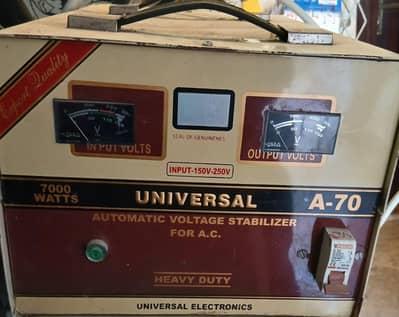 Export Quality
INPUT VOLTS
SEAL OF GENUINENESS
OUTPUT VOLTS
INPUT-150V-250V
7000
WATTS
UNIVERSAL
A-70
AUTOMATIC VOLTAGE STABILIZER
FOR A.C.
HEAVY DUTY
UNIVERSAL ELECTRONICS